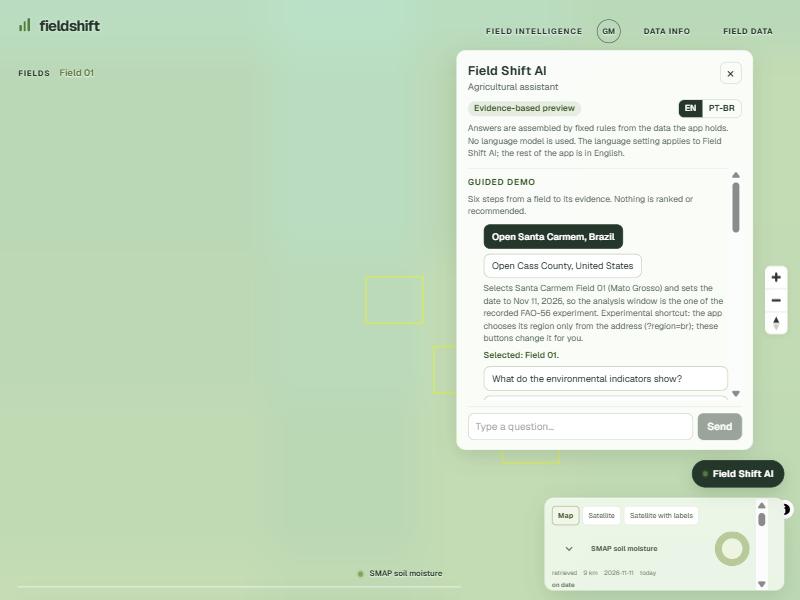 fieldshift
FIELD INTELLIGENCE GM DATA INFO FIELD DATA
FIELDS Field 01
Field Shift AI
Agricultural assistant
Evidence-based preview
EN PT-BR
Answers are assembled by fixed rules from the data the app holds.
No language model is used. The language setting applies to Field
Shift AI; the rest of the app is in English.
GUIDED DEMO
Six steps from a field to its evidence. Nothing is ranked or
recommended.
Open Santa Carmem, Brazil
Open Cass County, United States
Selects Santa Carmem Field 01 (Mato Grosso) and sets the
date to Nov 11, 2026, so the analysis window is the one of the
recorded FAO-56 experiment. Experimental shortcut: the app
chooses its region only from the address (?region=br); these
buttons change it for you.
Selected: Field 01.
What do the environmental indicators show?
Type a question...
Send
Field Shift AI
Map Satellite Satellite with labels
SMAP soil moisture
retrieved 9 km 2026-11-11 today
on date
SMAP soil moisture